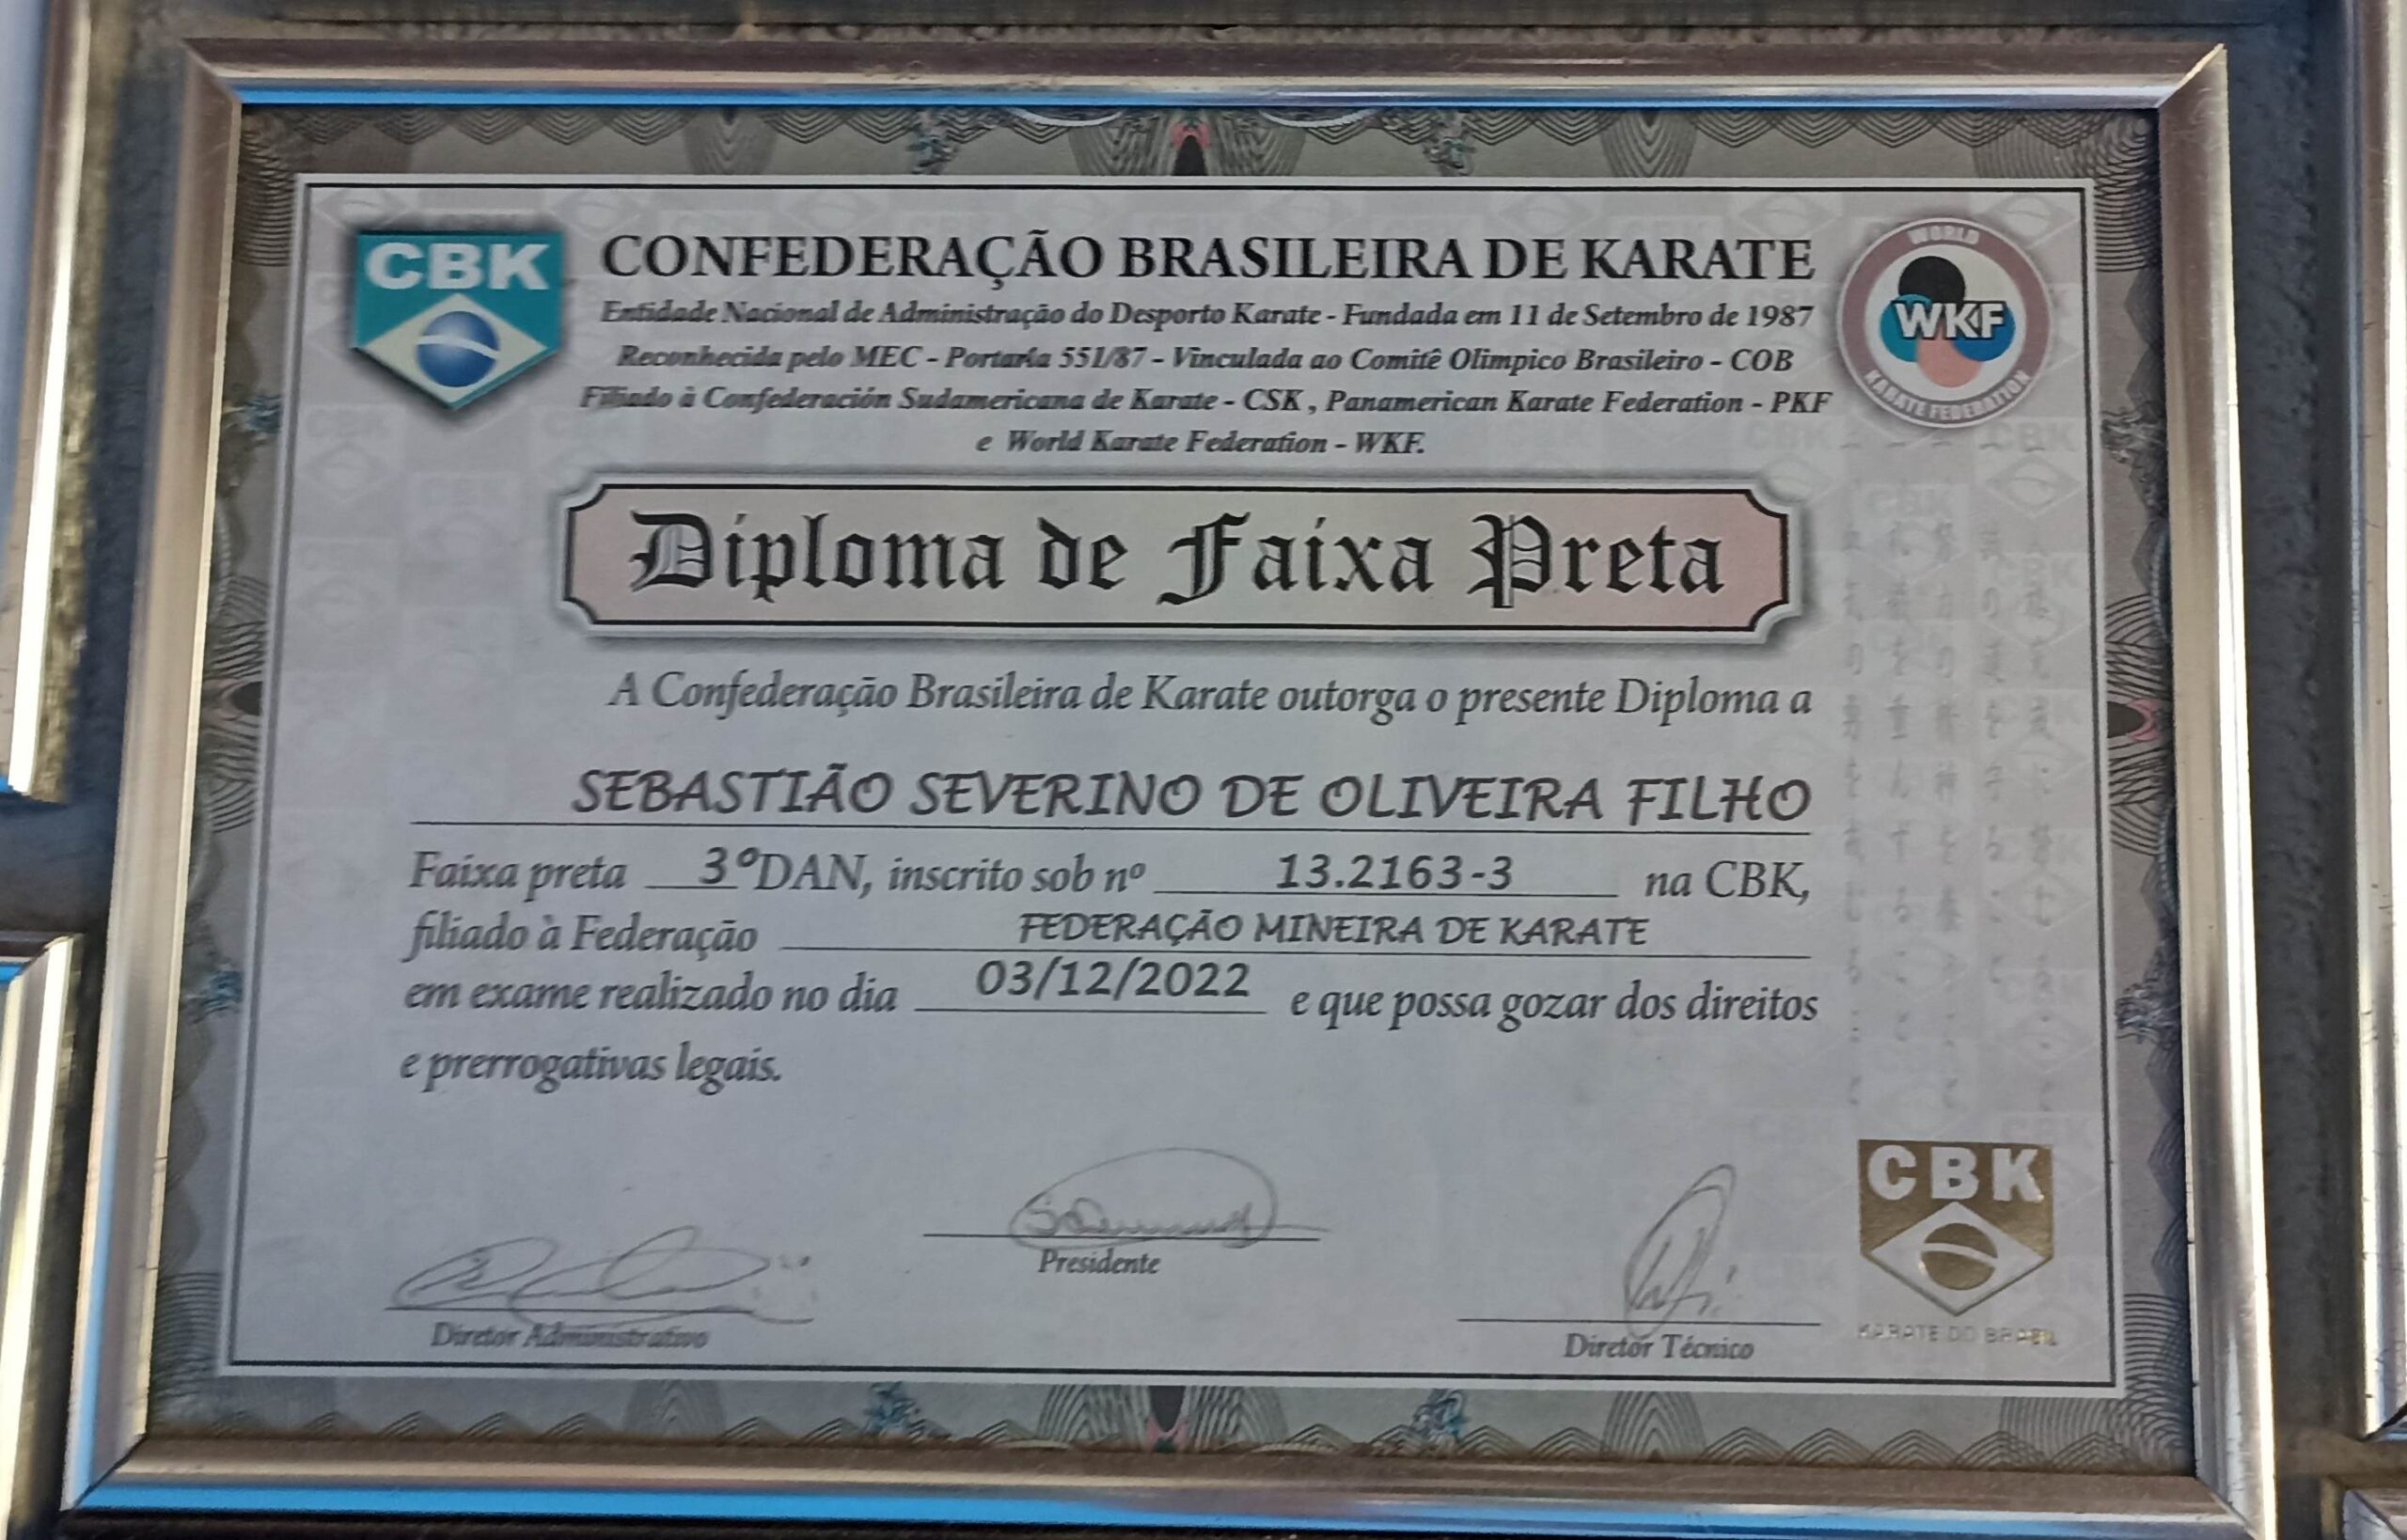 CBK
CONFEDERAÇÃO BRASILEIRA DE KARATE
Entidade Nacional de Administração do Desporto Karate - Fundada em 11 de Setembro de 1987
Reconhecida pelo MEC - Portaria 551/87 - Vinculada ao Comitê Olimpico Brasileiro - COB
Filiado à Confederación Sudamericana de Karate - CSK , Panamerican Karate Federation - PKF
e World Karate Federation - WKF.
WORLD
WKF
KARATE FEDERATION
Diploma de Faixa Preta
A Confederação Brasileira de Karate outorga o presente Diploma a
SEBASTIÃO SEVERINO DE OLIVEIRA FILHO
Faixa preta 3ºDAN, inscrito sob nº 13.2163-3 na CBK,
filiado à Federação FEDERAÇÃO MINEIRA DE KARATE
em exame realizado no dia 03/12/2022 e que possa gozar dos direitos
e prerrogativas legais.
Diretor Administrativo
Presidente
Diretor Técnico
CBK
KARATE DO BRASIL